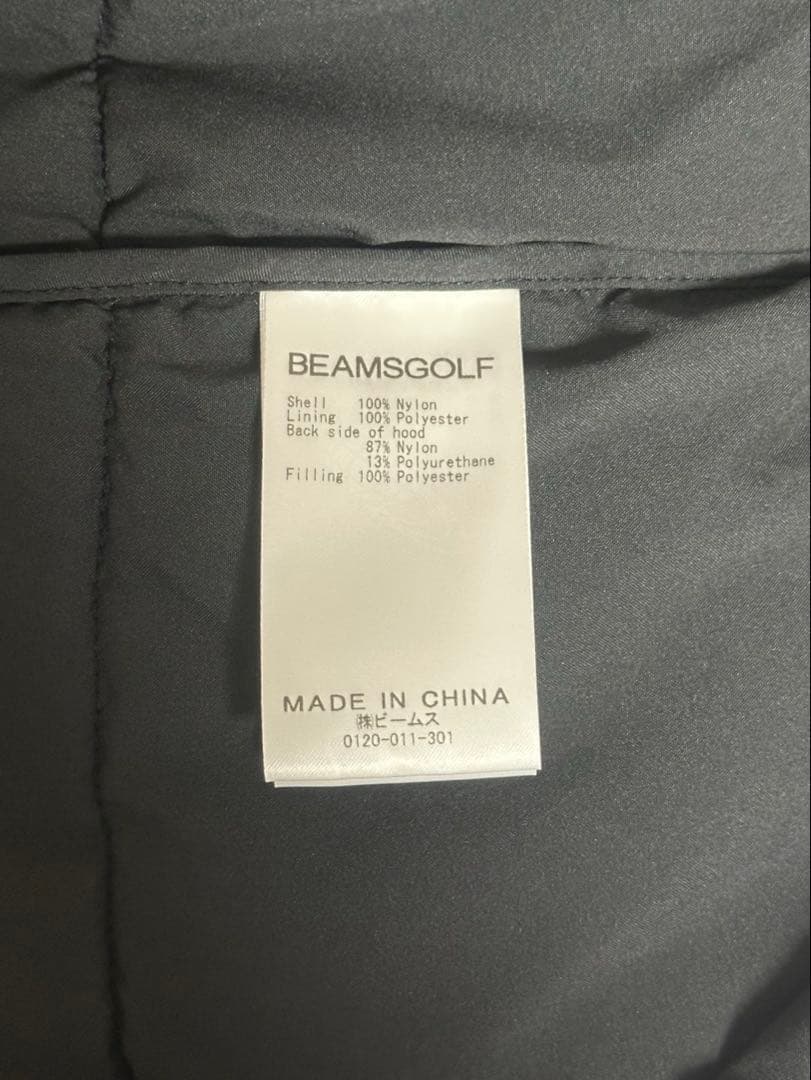 BEAMSGOLF
Shell 100% Nylon
Lining 100% Polyester
Back side of hood
87% Nylon
13% Polyurethane
Filling 100% Polyester
MADE IN CHINA
㈱ビームス
0120-011-301